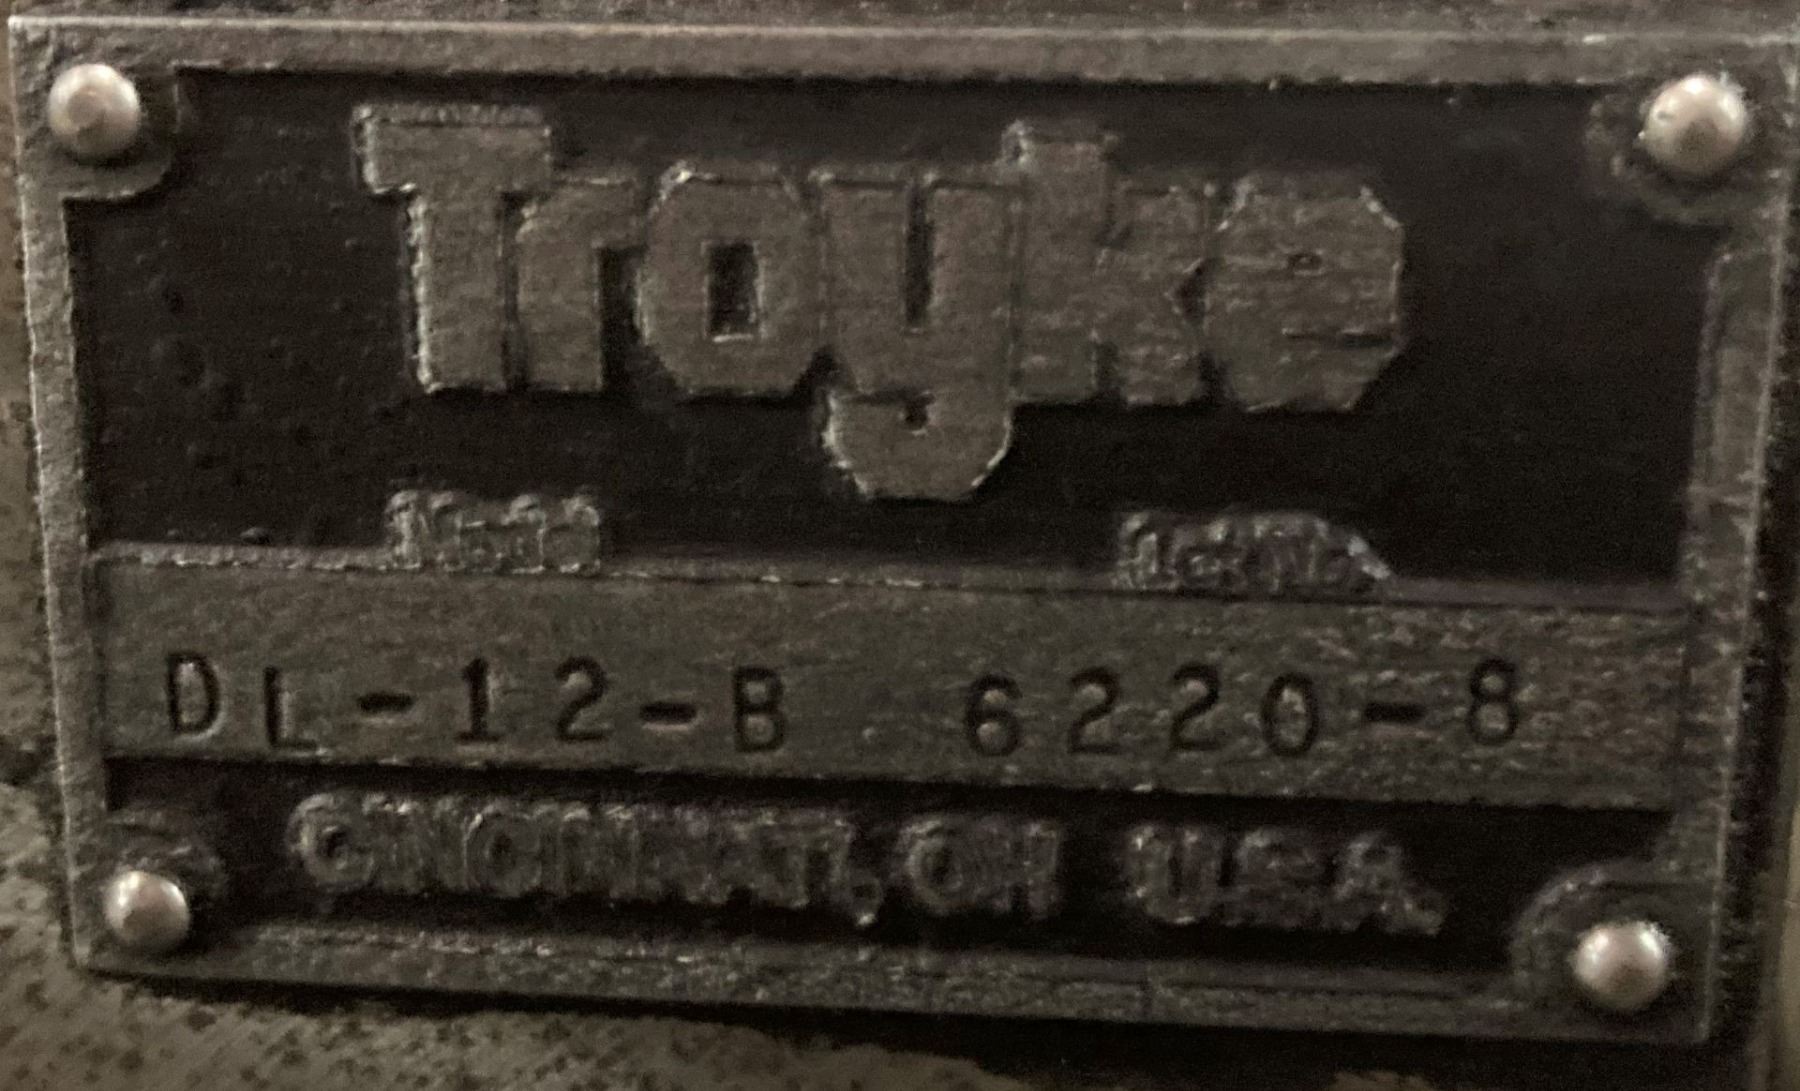 Troyke
DL-12-B 6220-8
CINCINNATI, OH U.S.A.